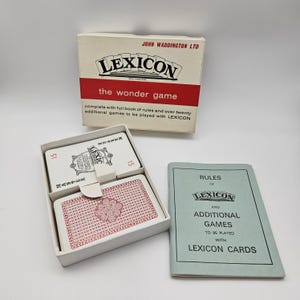 JOHN WADDINGTON LTD
LEXICON
the wonder game
complete with full book of rules and over twenty
additional games to be played with LEXICON
RULES
OF
LEXICON
AND
ADDITIONAL
GAMES
TO BE PLAYED
WITH
LEXICON CARDS